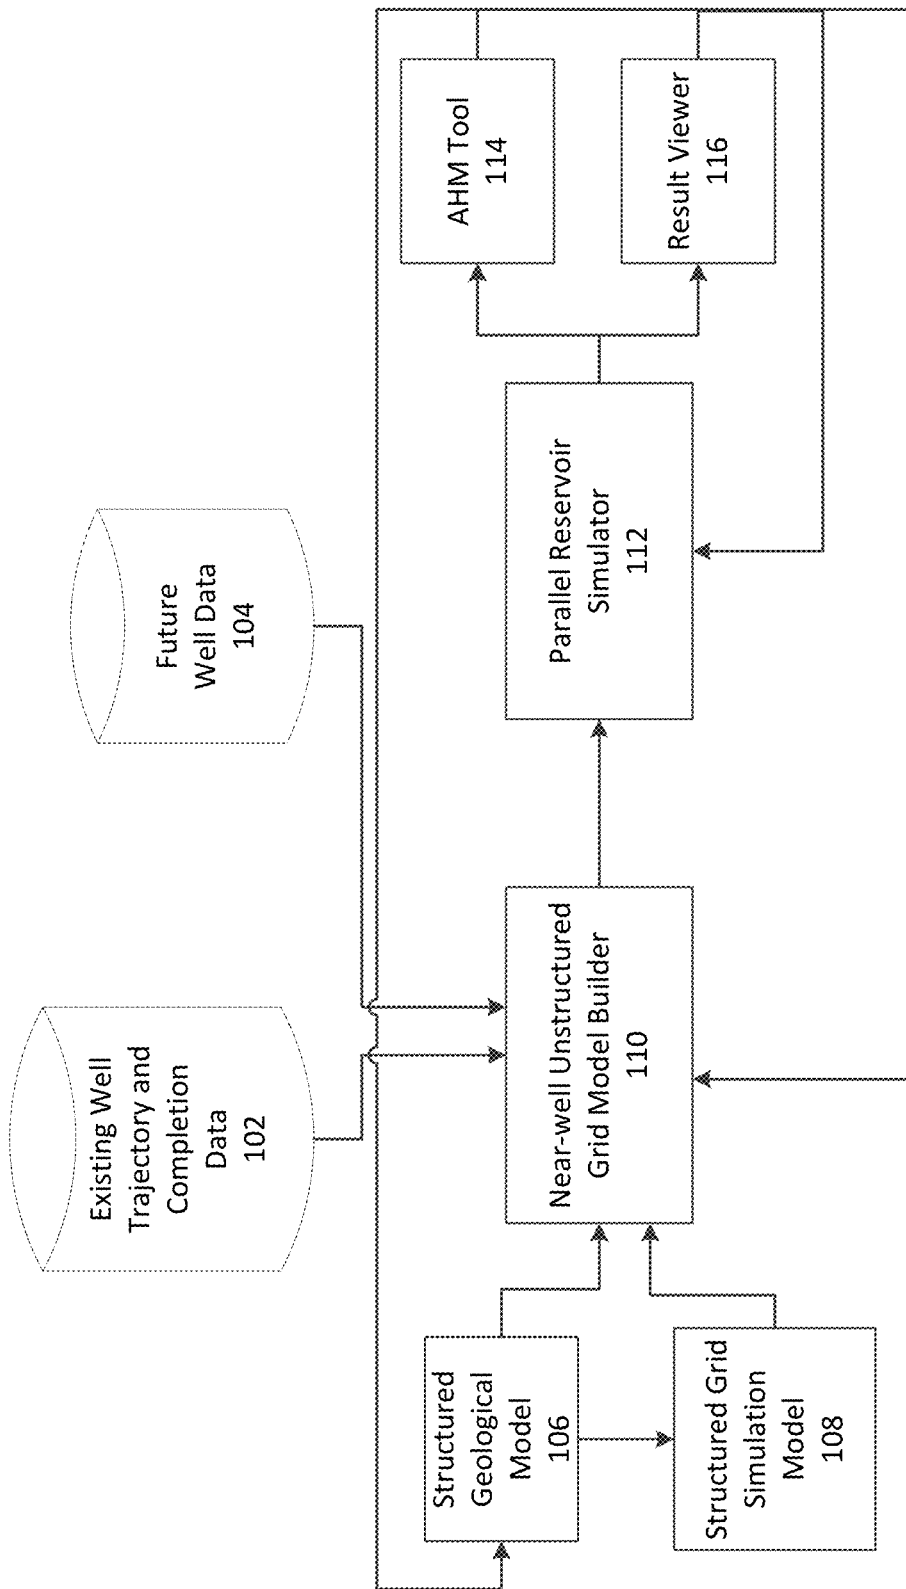 Existing Well
Trajectory and
Completion
Data
102
Future
Well Data
104
Structured
Geological
Model
106
Structured Grid
Simulation
Model
108
Near-well Unstructured
Grid Model Builder
110
Parallel Reservoir
Simulator
112
AHM Tool
114
Result Viewer
116